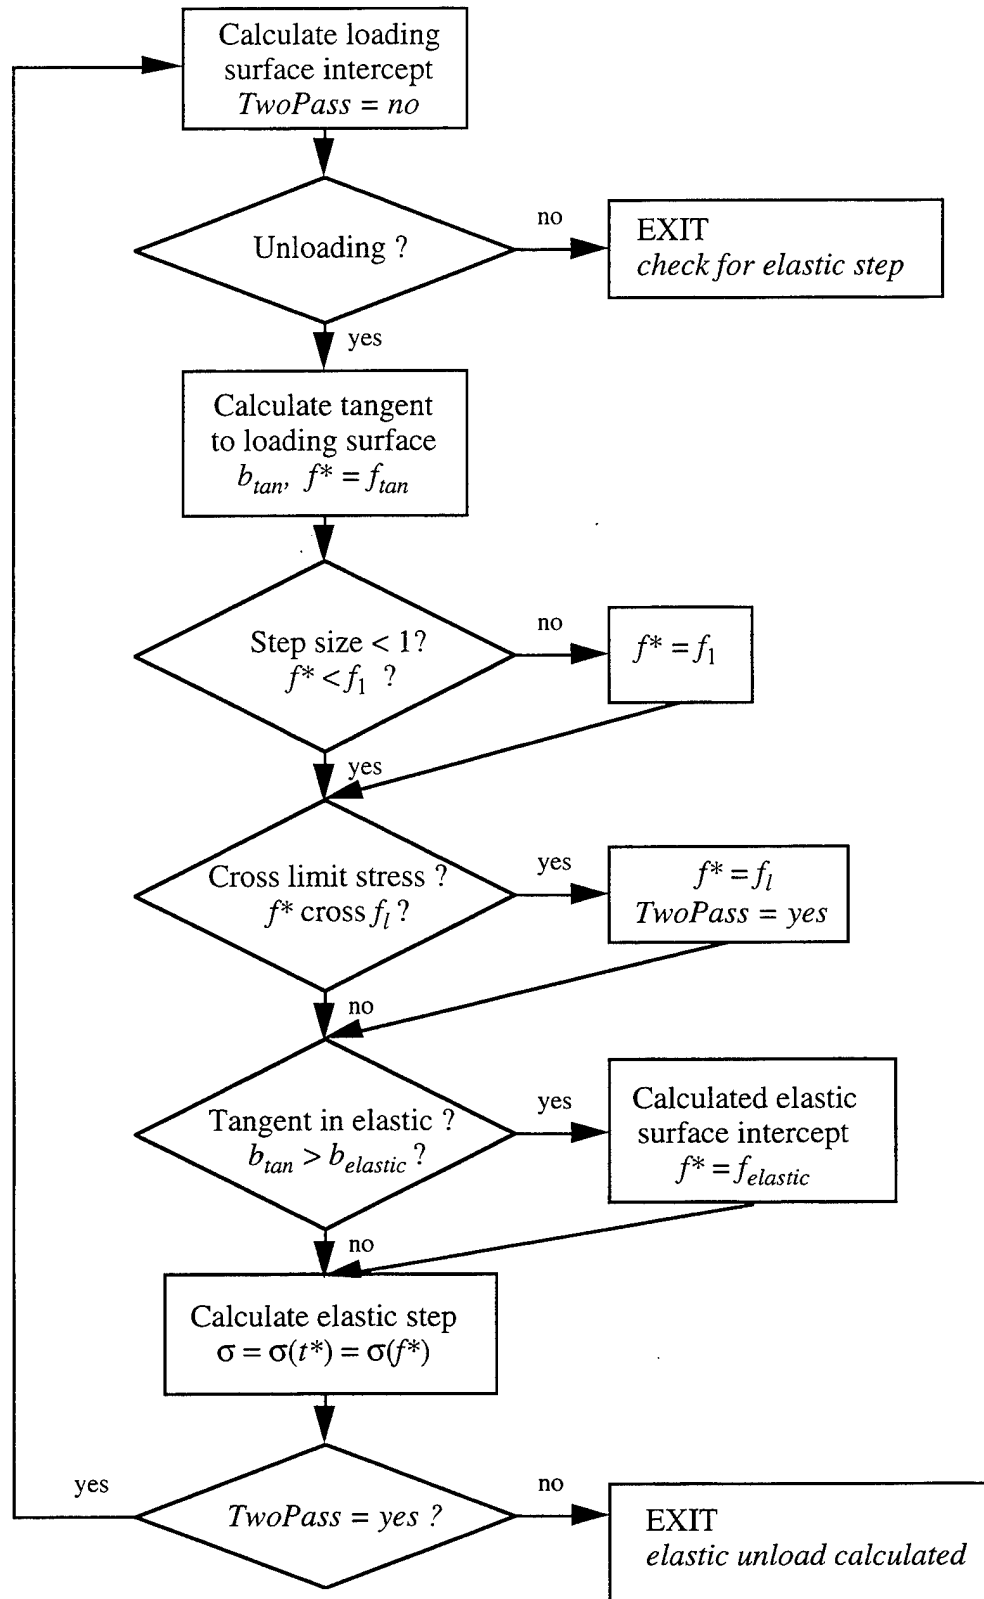 Calculate loading
surface intercept
TwoPass = no
Unloading ?
no
EXIT
check for elastic step
yes
Calculate tangent
to loading surface
b_tan, f* = f_tan
Step size < 1?
f* < f_1 ?
no
f* = f_1
yes
Cross limit stress ?
f* cross f_l ?
yes
f* = f_l
TwoPass = yes
no
Tangent in elastic ?
b_tan > b_elastic ?
yes
Calculated elastic
surface intercept
f* = f_elastic
no
Calculate elastic step
σ = σ(t*) = σ(f*)
yes
TwoPass = yes ?
no
EXIT
elastic unload calculated